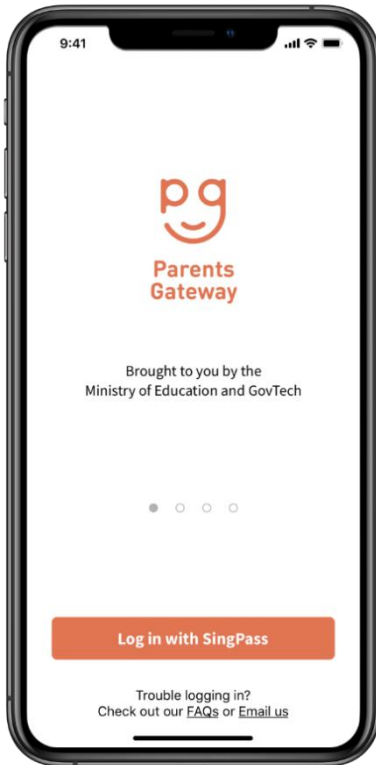 9:41
pg
Parents
Gateway
Brought to you by the
Ministry of Education and GovTech
Log in with SingPass
Trouble logging in?
Check out our FAQs or Email us